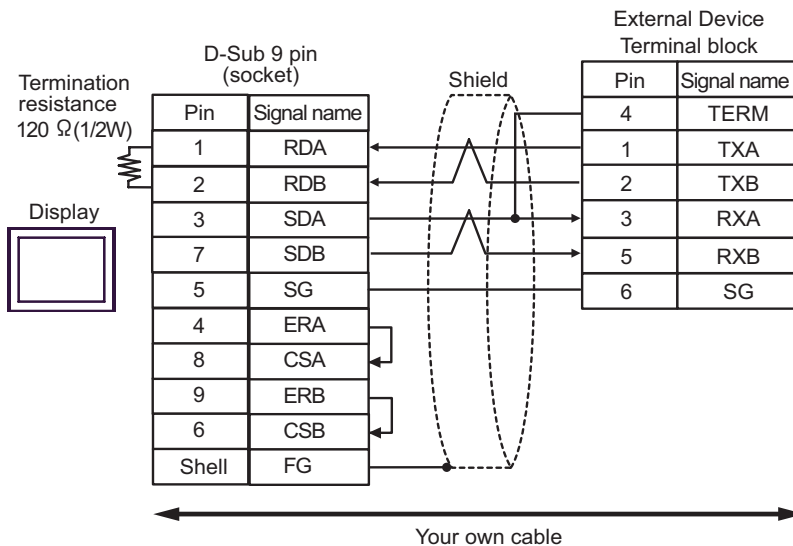 External Device
Terminal block
D-Sub 9 pin
(socket)
Shield
Termination
resistance
120 Ω(1/2W)
Display
Pin Signal name
1 RDA
2 RDB
3 SDA
7 SDB
5 SG
4 ERA
8 CSA
9 ERB
6 CSB
Shell FG
Pin Signal name
4 TERM
1 TXA
2 TXB
3 RXA
5 RXB
6 SG
Your own cable